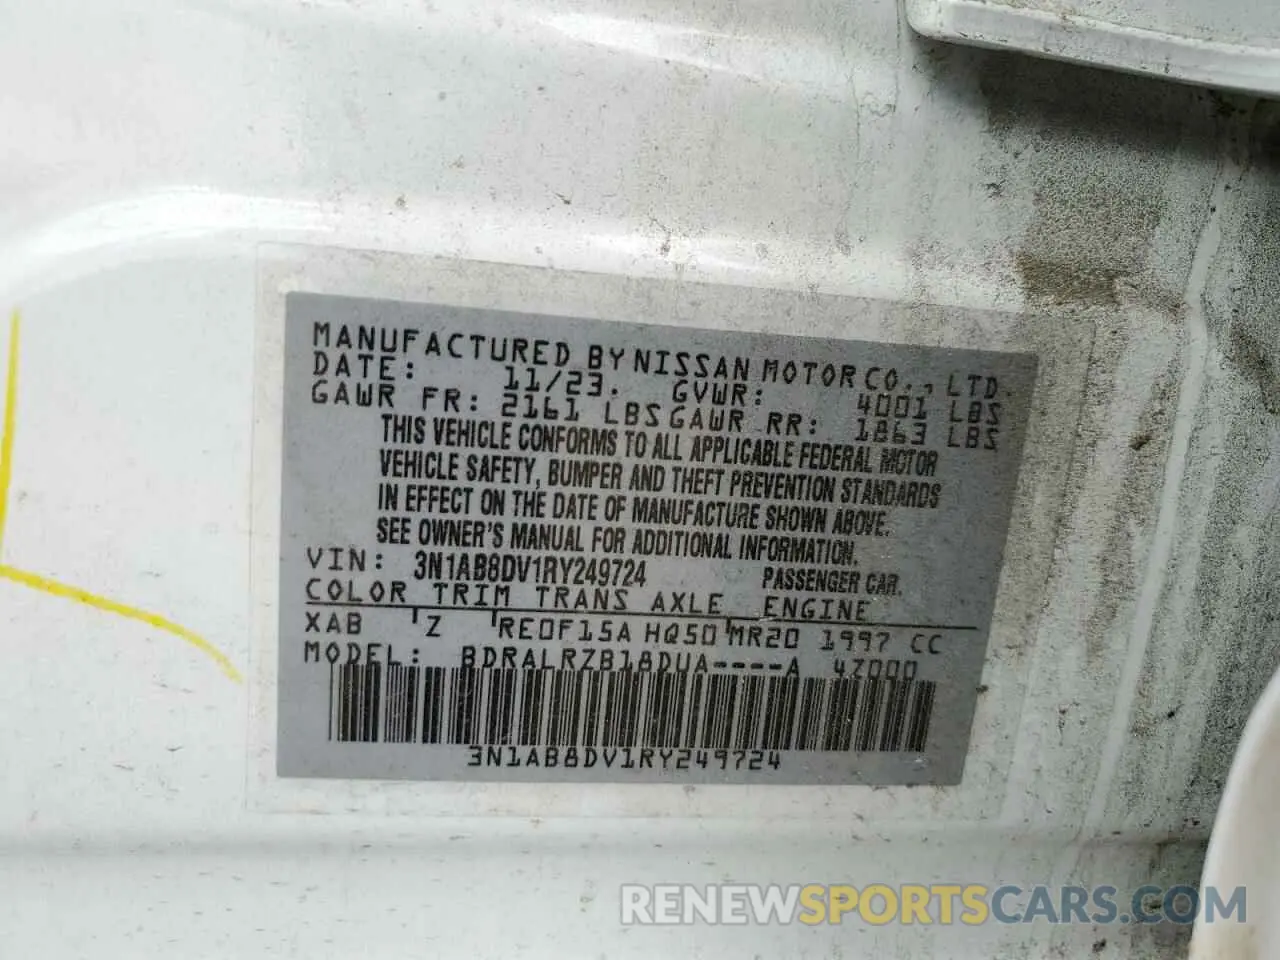 MANUFACTURED BY NISSAN MOTOR CO., LTD.
DATE: 11/23. GVWR: 4001 LBS
GAWR FR: 2161 LBS GAWR RR: 1863 LBS
THIS VEHICLE CONFORMS TO ALL APPLICABLE FEDERAL MOTOR
VEHICLE SAFETY, BUMPER AND THEFT PREVENTION STANDARDS
IN EFFECT ON THE DATE OF MANUFACTURE SHOWN ABOVE.
SEE OWNER'S MANUAL FOR ADDITIONAL INFORMATION.
VIN: 3N1AB8DV1RY249724 PASSENGER CAR.
COLOR TRIM TRANS AXLE ENGINE
XAB Z RE0F15A HQ50 MR20 1997 CC
MODEL: BDRALRZB18DUA----A 4Z000
3N1AB8DV1RY249724
RENEWSPORTSCARS.COM